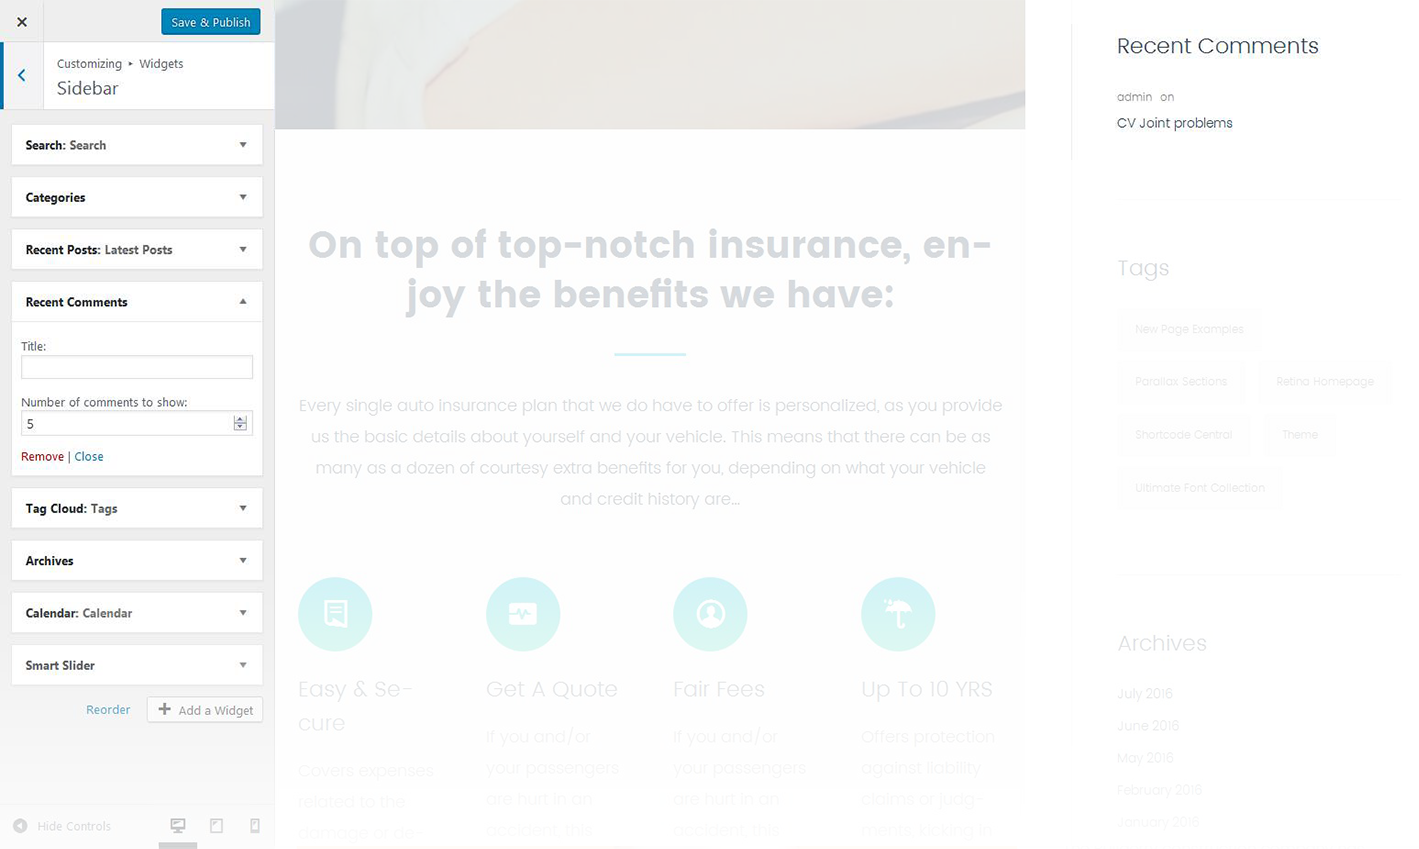 Save & Publish
Customizing ▸ Widgets
Sidebar
Search: Search
Categories
Recent Posts: Latest Posts
Recent Comments
Title:
Number of comments to show:
5
Remove | Close
Tag Cloud: Tags
Archives
Calendar: Calendar
Smart Slider
Reorder
Add a Widget
Hide Controls
On top of top-notch insurance, en-
joy the benefits we have:
Every single auto insurance plan that we do have to offer is personalized, as you provide
us the basic details about yourself and your vehicle. This means that there can be as
many as a dozen of courtesy extra benefits for you, depending on what your vehicle
and credit history are...
Easy & Se-
cure
Covers expenses
related to the
damage or de-
Get A Quote
If you and/or
your passengers
are hurt in an
accident, this
Fair Fees
If you and/or
your passengers
are hurt in an
accident, this
Up To 10 YRS
Offers protection
against liability
claims or judg-
ments, kicking in
Recent Comments
admin on
CV Joint problems
Tags
New Page Examples
Parallax Sections
Retina Homepage
Shortcode Central
Theme
Ultimate Font Collection
Archives
July 2016
June 2016
May 2016
February 2016
January 2016